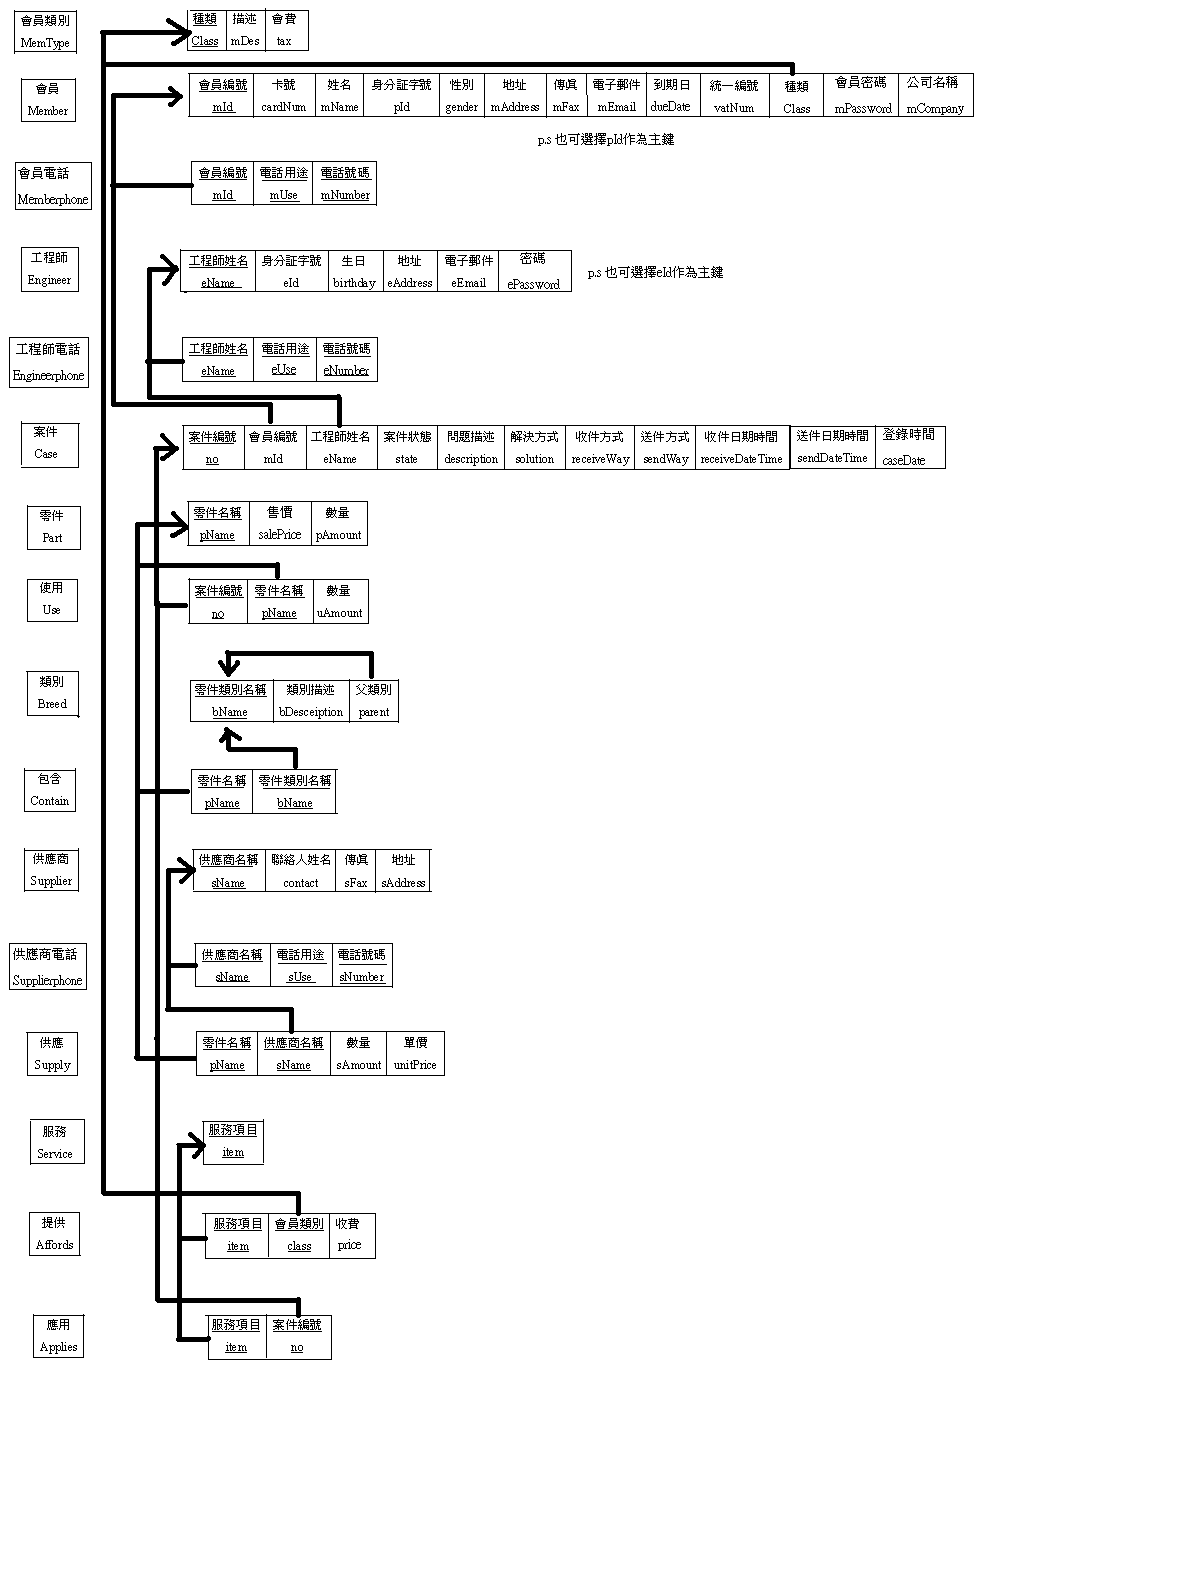 會員類別
MemType
種類 描述 會費
Class mDes tax
會員
Member
會員編號 卡號 姓名 身分証字號 性別 地址 傳真 電子郵件 到期日 統一編號 種類 會員密碼 公司名稱
mId cardNum mName pId gender mAddress mFax mEmail dueDate vatNum Class mPassword mCompany
p.s 也可選擇pId作為主鍵
會員電話
Memberphone
會員編號 電話用途 電話號碼
mId mUse mNumber
工程師
Engineer
工程師姓名 身分証字號 生日 地址 電子郵件 密碼
eName eId birthday eAddress eEmail ePassword
p.s 也可選擇eId作為主鍵
工程師電話
Engineerphone
工程師姓名 電話用途 電話號碼
eName eUse eNumber
案件
Case
案件編號 會員編號 工程師姓名 案件狀態 問題描述 解決方式 收件方式 送件方式 收件日期時間 送件日期時間 登錄時間
no mId eName state description solution receiveWay sendWay receiveDateTime sendDateTime caseDate
零件
Part
零件名稱 售價 數量
pName salePrice pAmount
使用
Use
案件編號 零件名稱 數量
no pName uAmount
類別
Breed
零件類別名稱 類別描述 父類別
bName bDesceiption parent
包含
Contain
零件名稱 零件類別名稱
pName bName
供應商
Supplier
供應商名稱 聯絡人姓名 傳真 地址
sName contact sFax sAddress
供應商電話
Supplierphone
供應商名稱 電話用途 電話號碼
sName sUse sNumber
供應
Supply
零件名稱 供應商名稱 數量 單價
pName sName sAmount unitPrice
服務
Service
服務項目
item
提供
Affords
服務項目 會員類別 收費
item class price
應用
Applies
服務項目 案件編號
item no